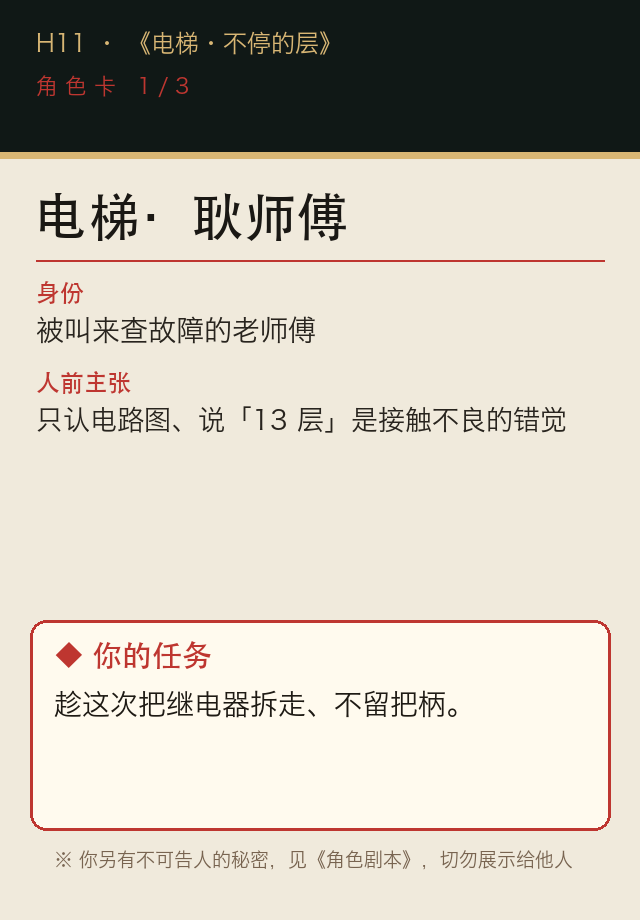 H11 · 《电梯·不停的层》
角色卡 1/3
电梯· 耿师傅
身份
被叫来查故障的老师傅
人前主张
只认电路图、说「13 层」是接触不良的错觉
◆ 你的任务
趁这次把继电器拆走、不留把柄。
※ 你另有不可告人的秘密，见《角色剧本》，切勿展示给他人